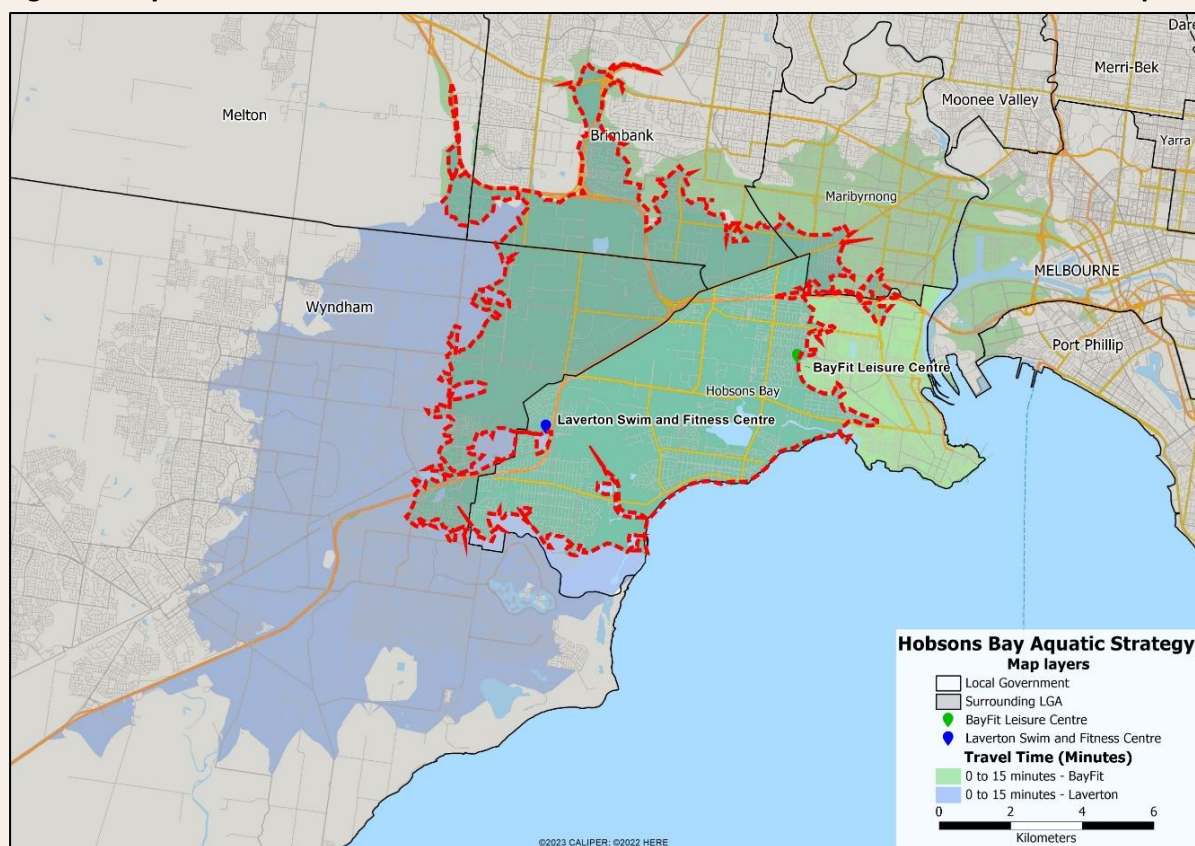 Dare
Merri-Bek
Moonee Valley
Melton
Brimbank
Yarra
Maribyrnong
MELBOURNE
Wyndham
Port Phillip
BayFit Leisure Centre
Hobsons Bay
Laverton Swim and Fitness Centre
Hobsons Bay Aquatic Strategy
Map layers
Local Government
Surrounding LGA
BayFit Leisure Centre
Laverton Swim and Fitness Centre
Travel Time (Minutes)
0 to 15 minutes - BayFit
0 to 15 minutes - Laverton
0 2 4 6
Kilometers
©2023 CALIPER; ©2022 HERE